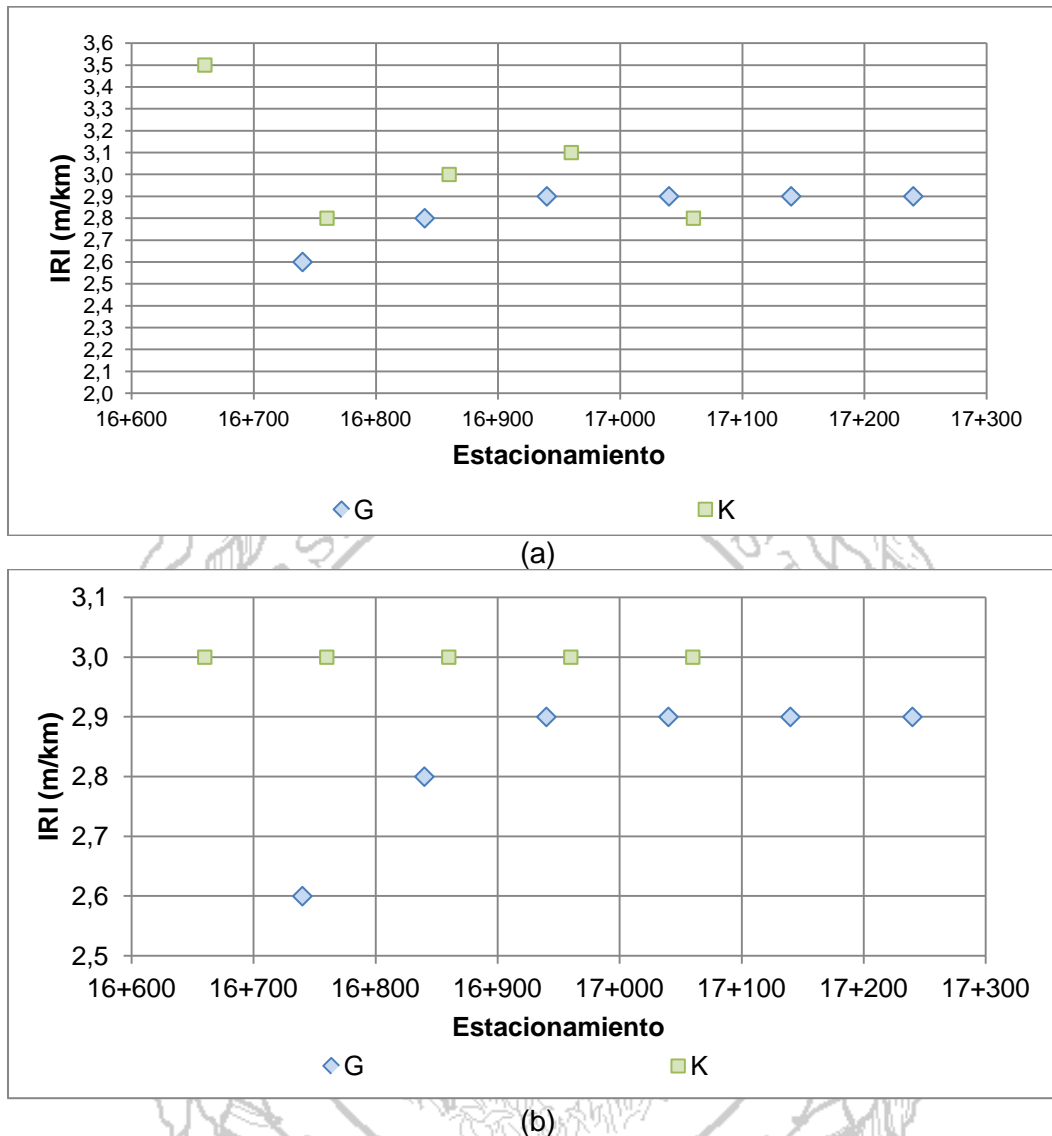 3,6
3,5
3,4
3,3
3,2
3,1
3,0
2,9
2,8
2,7
2,6
2,5
2,4
2,3
2,2
2,1
2,0
IRI (m/km)
16+600 16+700 16+800 16+900 17+000 17+100 17+200 17+300
Estacionamiento
G K
(a)
3,1
3,0
2,9
2,8
2,7
2,6
2,5
IRI (m/km)
16+600 16+700 16+800 16+900 17+000 17+100 17+200 17+300
Estacionamiento
G K
(b)